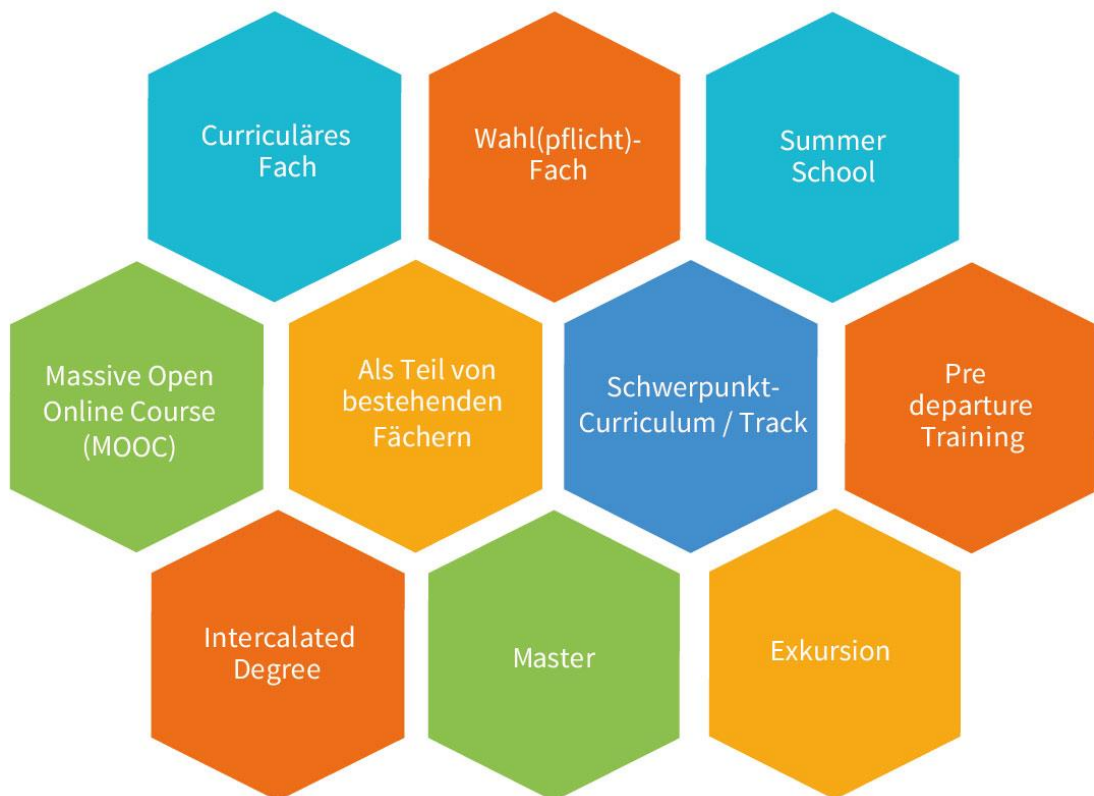 Curriculäres
Fach
Wahl(pflicht)-
Fach
Summer
School
Massive Open
Online Course
(MOOC)
Als Teil von
bestehenden
Fächern
Schwerpunkt-
Curriculum / Track
Pre
departure
Training
Intercalated
Degree
Master
Exkursion